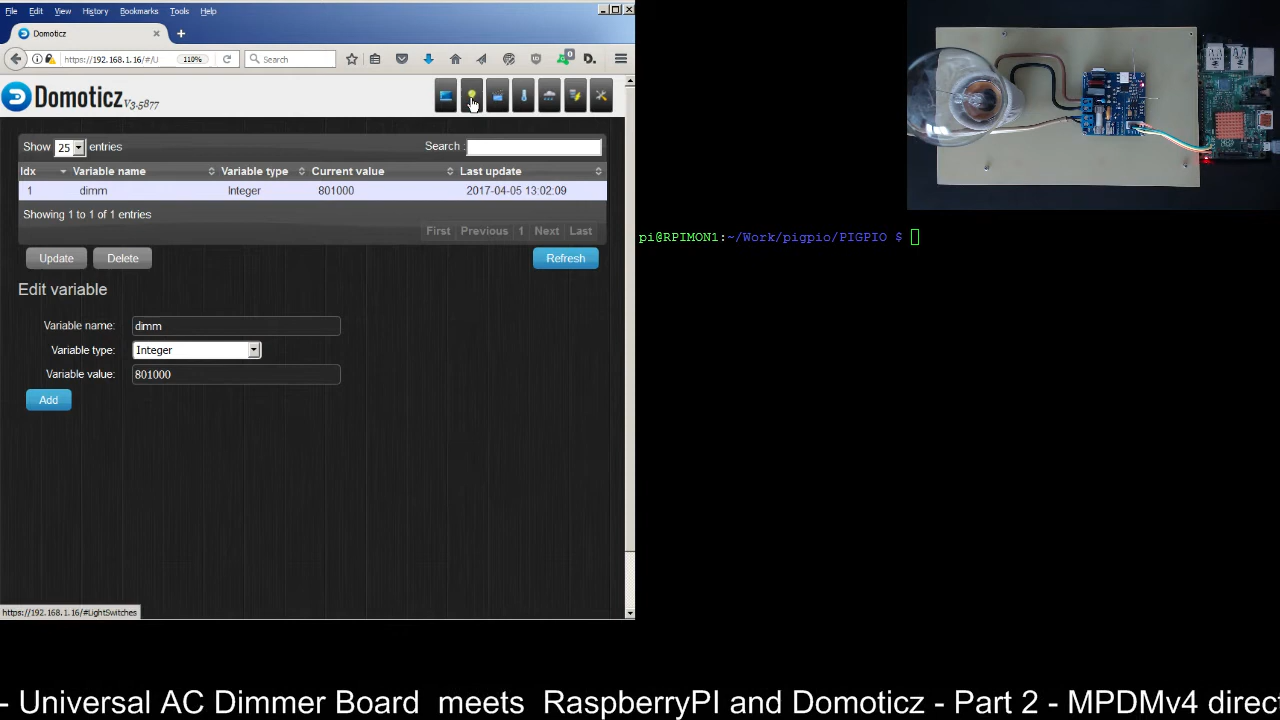 File Edit View History Bookmarks Tools Help
Domoticz
https://192.168.1.16/#/U 110% Search 0 D.
Domoticz V3.5877
Show 25 entries Search :
Idx Variable name Variable type Current value Last update
1 dimm Integer 801000 2017-04-05 13:02:09
Showing 1 to 1 of 1 entries
First Previous 1 Next Last
Update Delete Refresh
Edit variable
Variable name: dimm
Variable type: Integer
Variable value: 801000
Add
https://192.168.1.16/#LightSwitches
pi@RPIMON1:~/Work/pigpio/PIGPIO $
- Universal AC Dimmer Board meets RaspberryPI and Domoticz - Part 2 - MPDMv4 direc